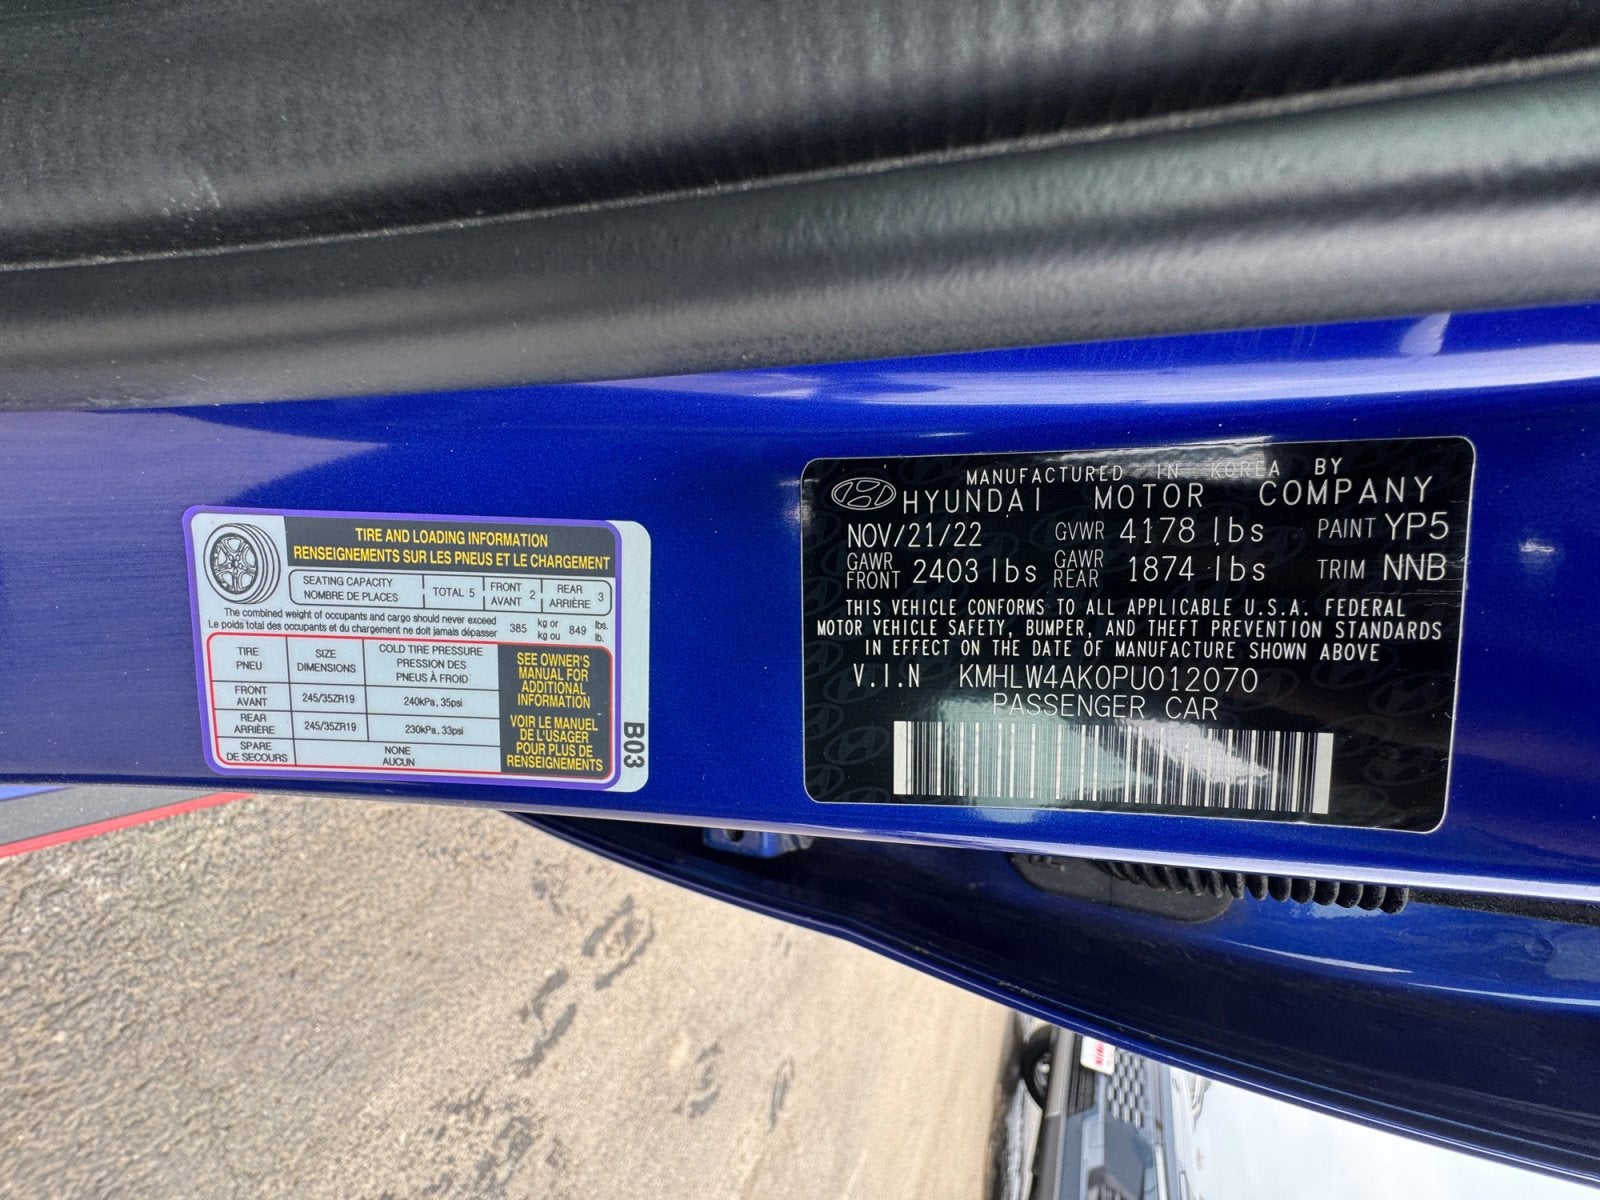 TIRE AND LOADING INFORMATION
RENSEIGNEMENTS SUR LES PNEUS ET LE CHARGEMENT
SEATING CAPACITY
NOMBRE DE PLACES
TOTAL 5
FRONT
AVANT
2
REAR
ARRIÈRE
3
The combined weight of occupants and cargo should never exceed
Le poids total des occupants et du chargement ne doit jamais dépasser
385
kg or
kg ou
849
lbs.
lb.
TIRE
PNEU
SIZE
DIMENSIONS
COLD TIRE PRESSURE
PRESSION DES
PNEUS À FROID
FRONT
AVANT
245/35ZR19
240kPa, 35psi
REAR
ARRIÈRE
245/35ZR19
230kPa, 33psi
SPARE
DE SECOURS
NONE
AUCUN
SEE OWNER'S
MANUAL FOR
ADDITIONAL
INFORMATION
VOIR LE MANUEL
DE L'USAGER
POUR PLUS DE
RENSEIGNEMENTS
B03
MANUFACTURED IN KOREA BY
HYUNDAI MOTOR COMPANY
NOV/21/22 GVWR 4178 lbs PAINT YP5
GAWR FRONT 2403 lbs GAWR REAR 1874 lbs TRIM NNB
THIS VEHICLE CONFORMS TO ALL APPLICABLE U.S.A. FEDERAL
MOTOR VEHICLE SAFETY, BUMPER, AND THEFT PREVENTION STANDARDS
IN EFFECT ON THE DATE OF MANUFACTURE SHOWN ABOVE
V.I.N KMHLW4AK0PU012070
PASSENGER CAR